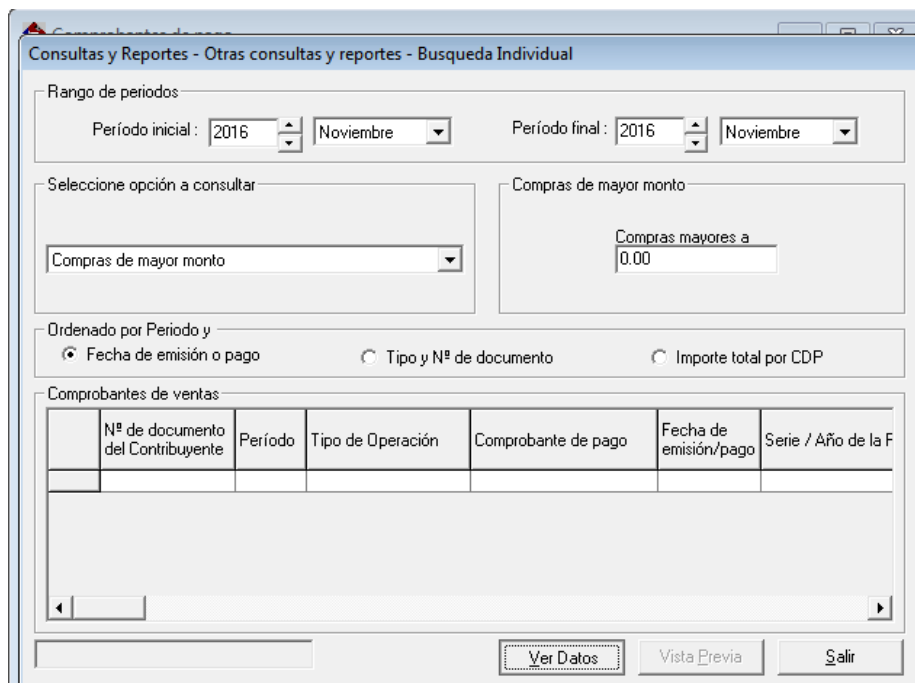 Comprobantes de pago
Consultas y Reportes - Otras consultas y reportes - Busqueda Individual
Rango de periodos
Período inicial : 2016 Noviembre Período final : 2016 Noviembre
Seleccione opción a consultar
Compras de mayor monto
Compras de mayor monto
Compras mayores a
0.00
Ordenado por Periodo y
Fecha de emisión o pago Tipo y Nº de documento Importe total por CDP
Comprobantes de ventas
Nº de documento del Contribuyente Período Tipo de Operación Comprobante de pago Fecha de emisión/pago Serie / Año de la
Ver Datos Vista Previa Salir